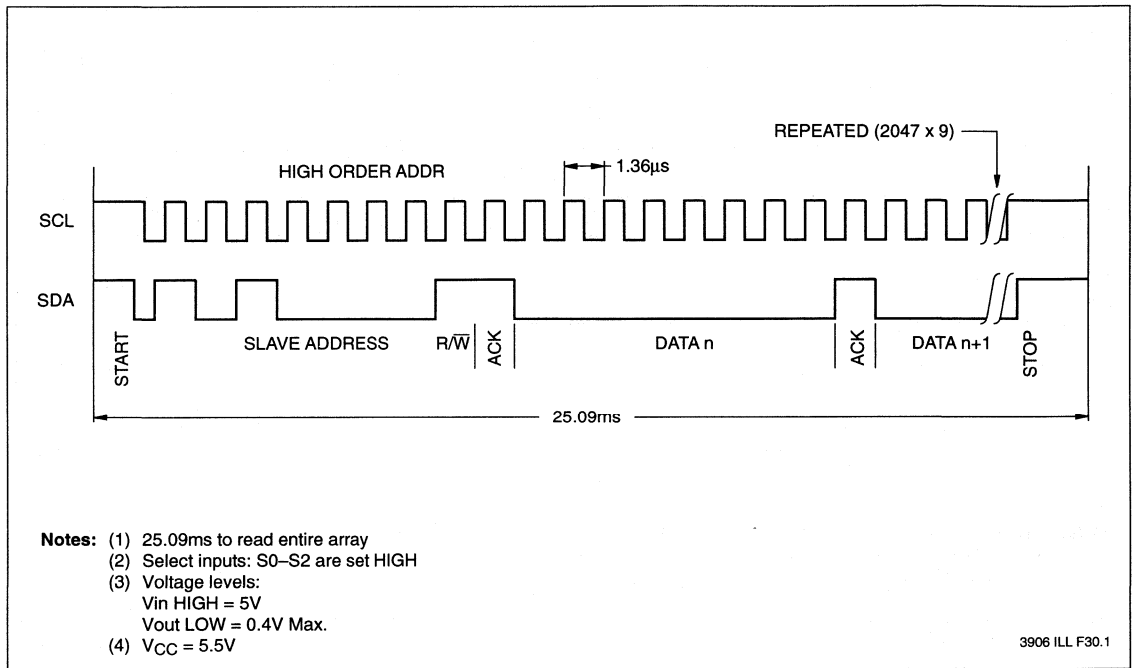 REPEATED (2047 x 9)
HIGH ORDER ADDR
1.36µs
SCL
SDA
START
SLAVE ADDRESS
R/W̅
ACK
DATA n
ACK
DATA n+1
STOP
25.09ms
Notes: (1) 25.09ms to read entire array
(2) Select inputs: S0–S2 are set HIGH
(3) Voltage levels:
Vin HIGH = 5V
Vout LOW = 0.4V Max.
(4) VCC = 5.5V
3906 ILL F30.1